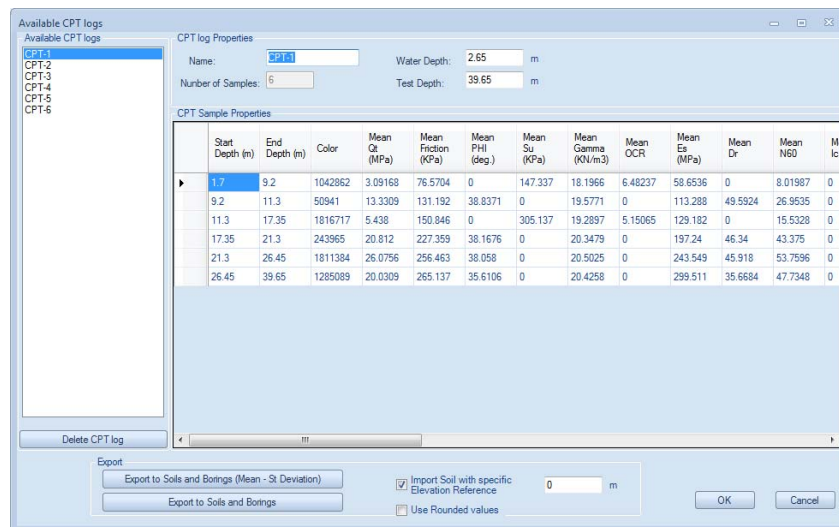 Available CPT logs
Available CPT logs
CPT-1
CPT-2
CPT-3
CPT-4
CPT-5
CPT-6
Delete CPT log
CPT log Properties
Name: CPT-1 Water Depth: 2.65 m
Number of Samples: 6 Test Depth: 39.65 m
CPT Sample Properties
Start Depth (m) End Depth (m) Color Mean Qt (MPa) Mean Friction (KPa) Mean PHI (deg.) Mean Su (KPa) Mean Gamma (KN/m3) Mean OCR Mean Es (MPa) Mean Dr Mean N60 M Ic
1.7 9.2 1042862 3.09168 76.5704 0 147.337 18.1966 6.48237 58.6536 0 8.01987 0
9.2 11.3 50941 13.3309 131.192 38.8371 0 19.5771 0 113.288 49.5924 26.9535 0
11.3 17.35 1816717 5.438 150.846 0 305.137 19.2897 5.15065 129.182 0 15.5328 0
17.35 21.3 243965 20.812 227.359 38.1676 0 20.3479 0 197.24 46.34 43.375 0
21.3 26.45 1811384 26.0756 256.463 38.058 0 20.5025 0 243.549 45.918 53.7596 0
26.45 39.65 1285089 20.0309 265.137 35.6106 0 20.4258 0 299.511 35.6684 47.7348 0
Export
Export to Soils and Borings (Mean - St Deviation)
Export to Soils and Borings
Import Soil with specific Elevation Reference 0 m
Use Rounded values
OK Cancel